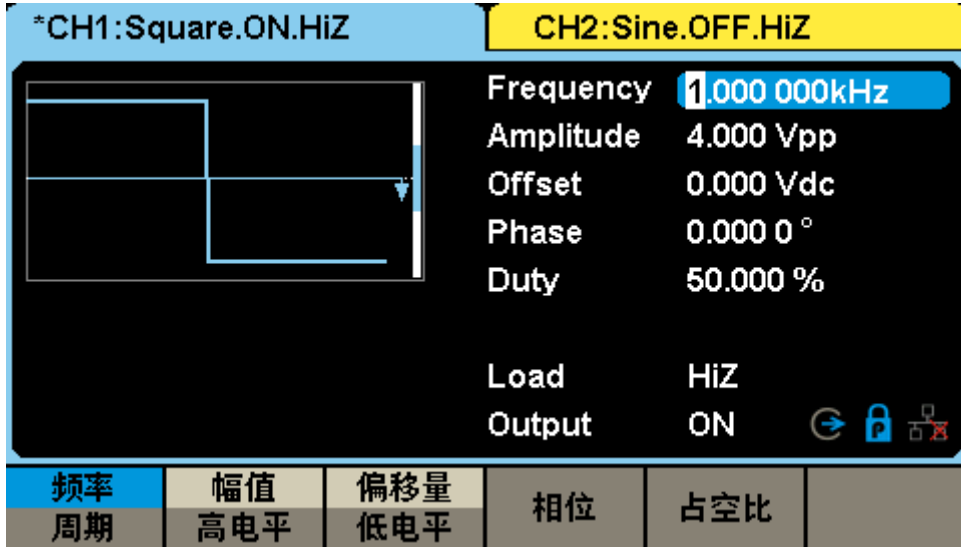 *CH1:Square.ON.HiZ
CH2:Sine.OFF.HiZ
Frequency 1.000 000kHz
Amplitude 4.000 Vpp
Offset 0.000 Vdc
Phase 0.000 0 °
Duty 50.000 %
Load HiZ
Output ON
P
频率 幅值 偏移量 相位 占空比
周期 高电平 低电平